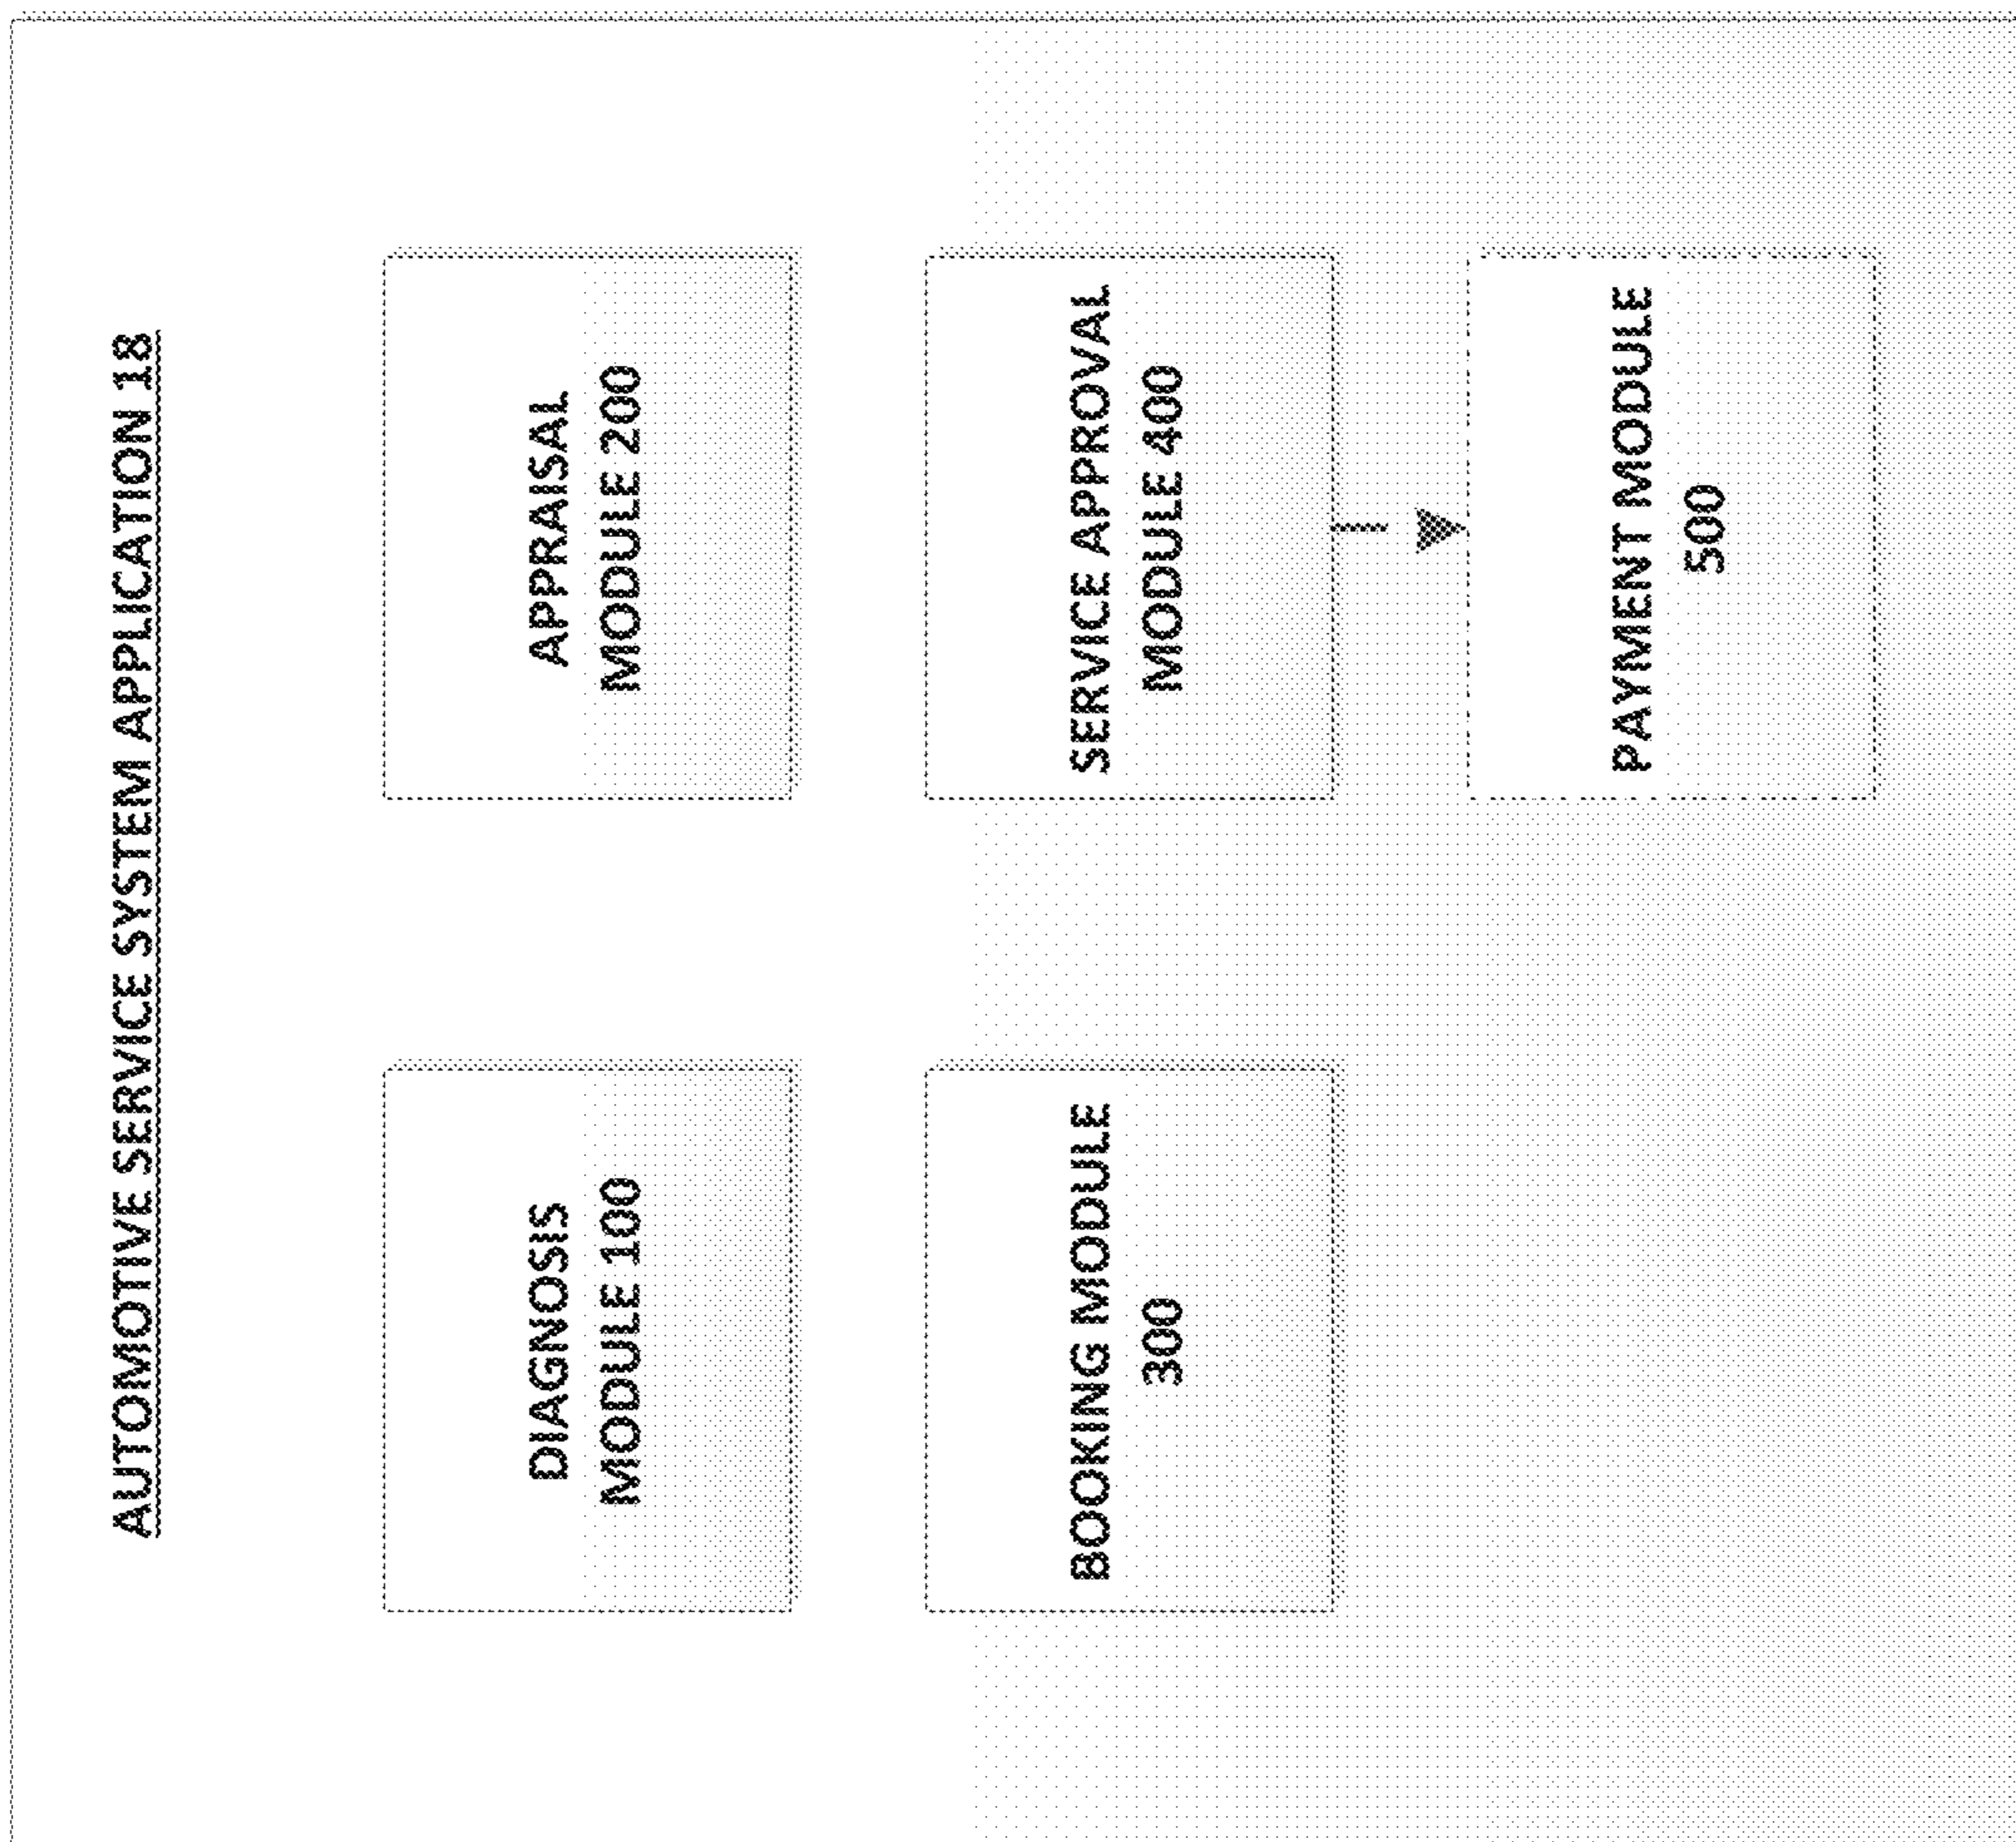 AUTOMOTIVE SERVICE SYSTEM APPLICATION 18
DIAGNOSIS
MODULE 100
APPRAISAL
MODULE 200
BOOKING MODULE
300
SERVICE APPROVAL
MODULE 400
PAYMENT MODULE
500